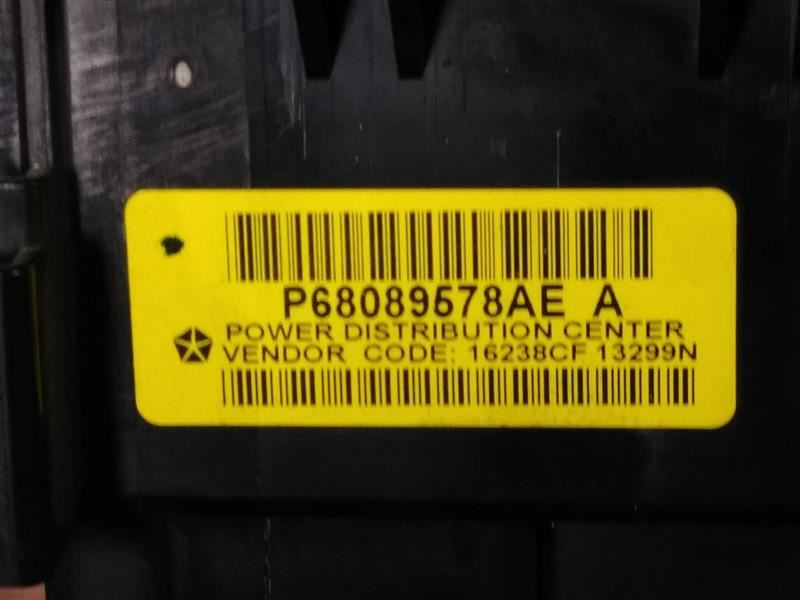 P68089578AE A
POWER DISTRIBUTION CENTER
VENDOR CODE: 16238CF 13299N